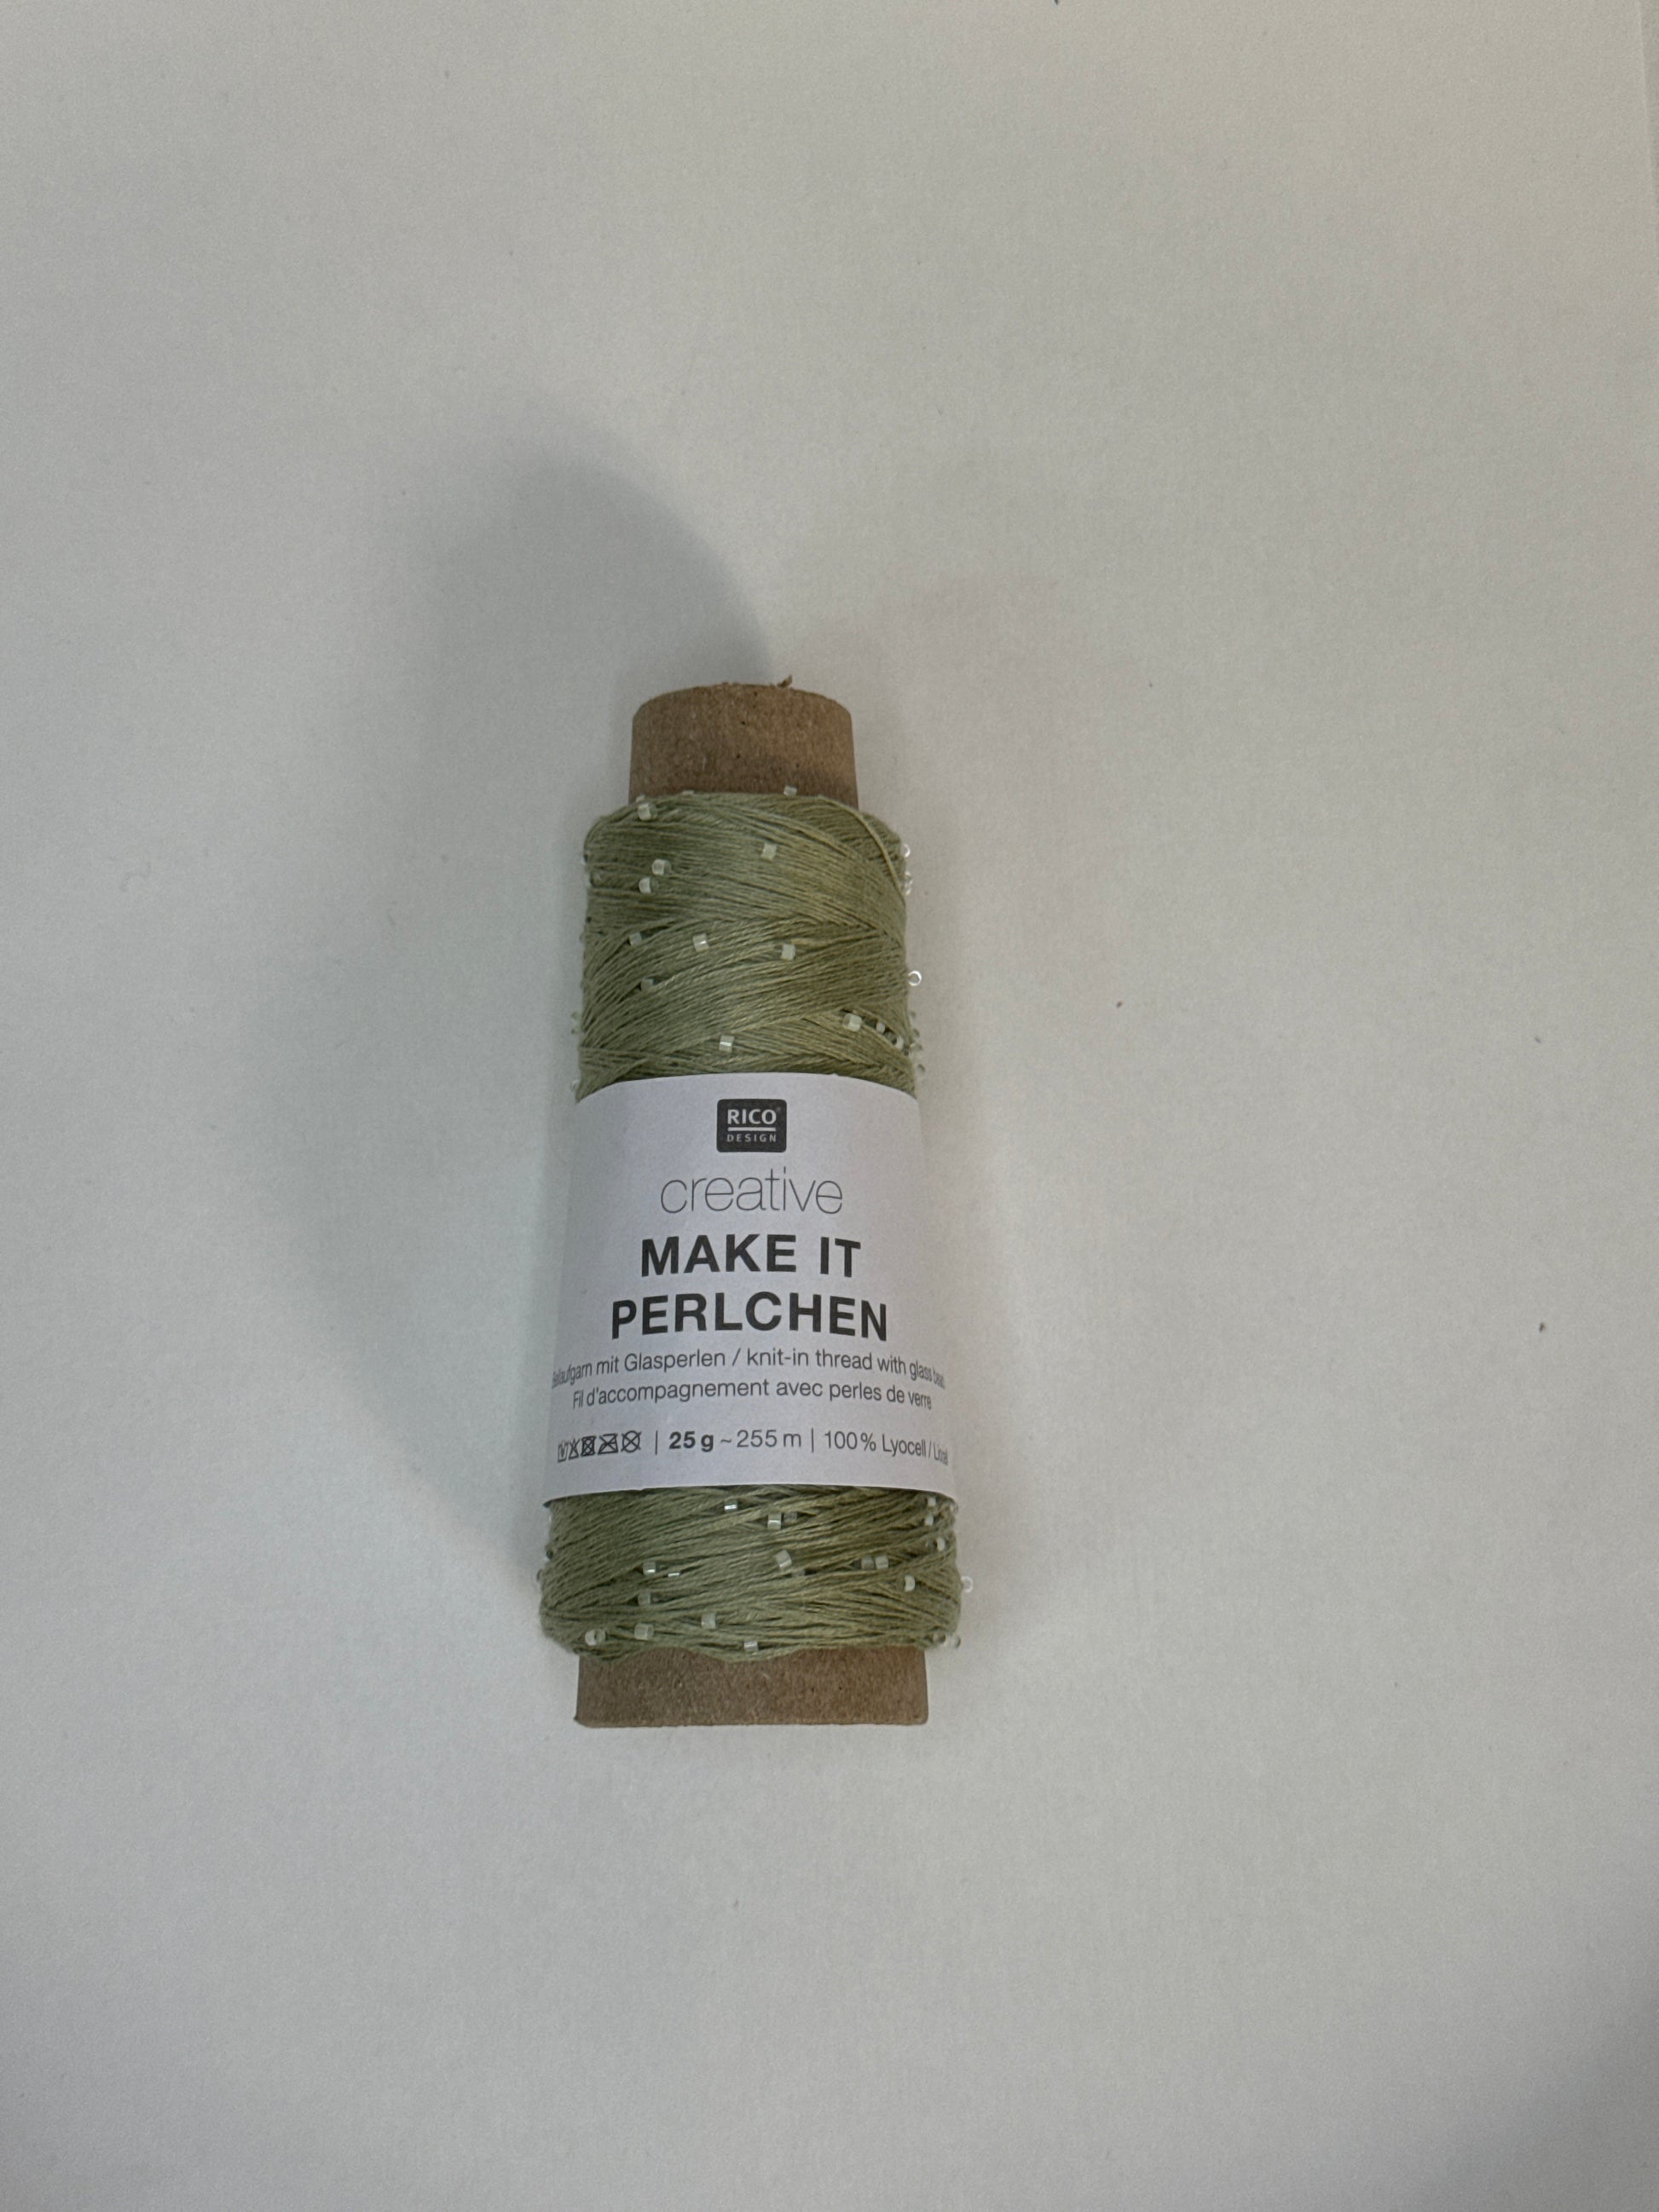 RICO
DESIGN
creative
MAKE IT
PERLCHEN
Beilaufgarn mit Glasperlen / knit-in thread with glass
Fil d'accompagnement avec perles de verre
25 g ~ 255 m | 100% Lyocell /